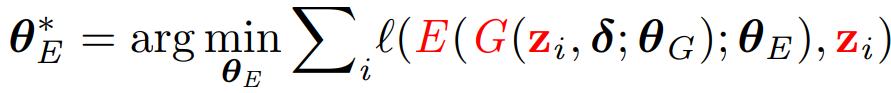 θ*_E = arg min_{θ_E} ∑_i ℓ(E(G(z_i, δ; θ_G); θ_E), z_i)